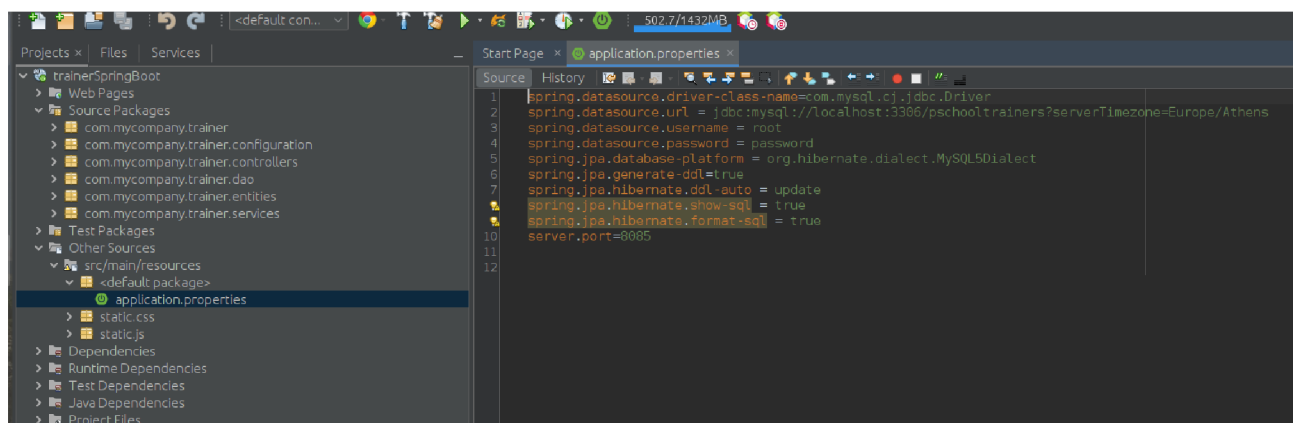 <default con...
502.7/1432MB
Projects × Files Services
Start Page × application.properties ×
trainerSpringBoot
Web Pages
Source Packages
com.mycompany.trainer
com.mycompany.trainer.configuration
com.mycompany.trainer.controllers
com.mycompany.trainer.dao
com.mycompany.trainer.entities
com.mycompany.trainer.services
Test Packages
Other Sources
src/main/resources
<default package>
application.properties
static.css
static.js
Dependencies
Runtime Dependencies
Test Dependencies
Java Dependencies
Project Files
Source History
1 spring.datasource.driver-class-name=com.mysql.cj.jdbc.Driver
2 spring.datasource.url = jdbc:mysql://localhost:3306/pschooltrainers?serverTimezone=Europe/Athens
3 spring.datasource.username = root
4 spring.datasource.password = password
5 spring.jpa.database-platform = org.hibernate.dialect.MySQL5Dialect
6 spring.jpa.generate-ddl=true
7 spring.jpa.hibernate.ddl-auto = update
spring.jpa.hibernate.show-sql = true
spring.jpa.hibernate.format-sql = true
10 server.port=8085
11
12